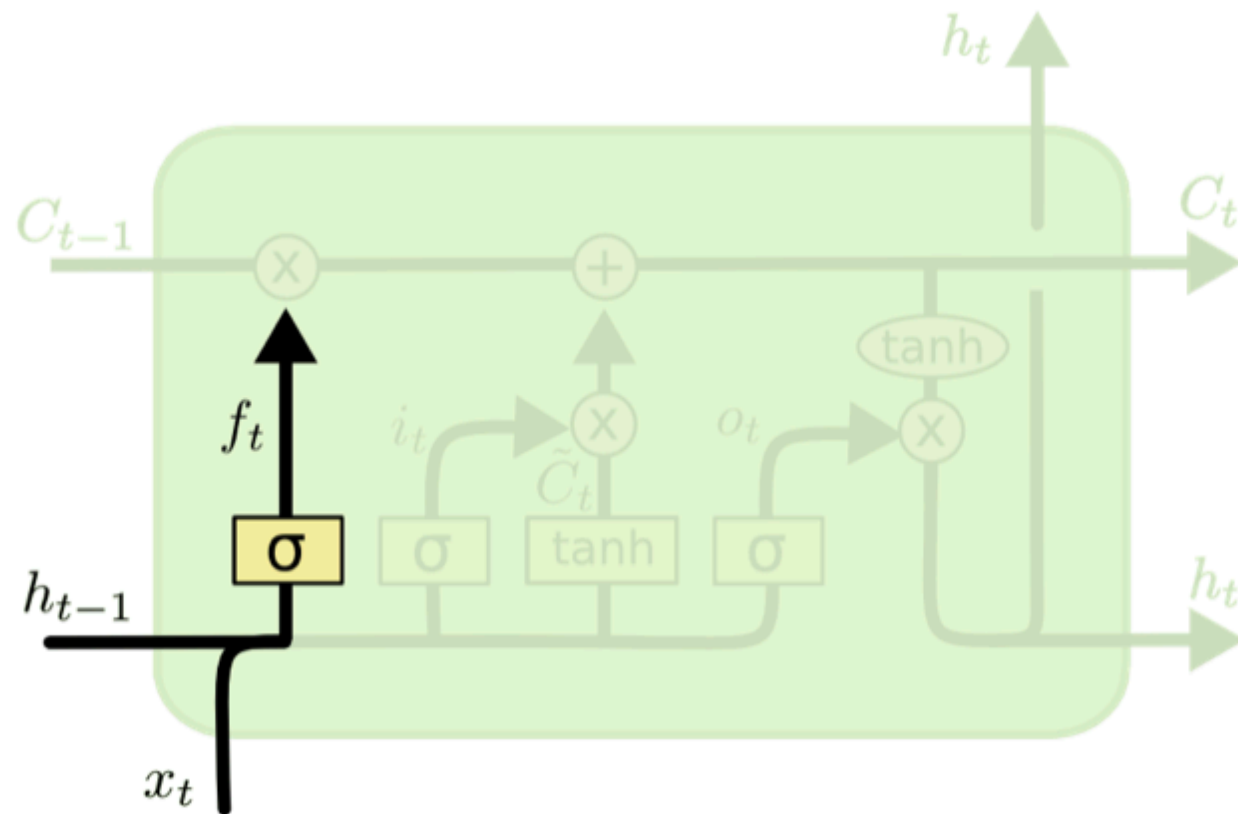 h_t
C_{t-1}
C_t
x
+
tanh
f_t
i_t
x
o_t
x
C̃_t
σ
σ
tanh
σ
h_{t-1}
h_t
x_t